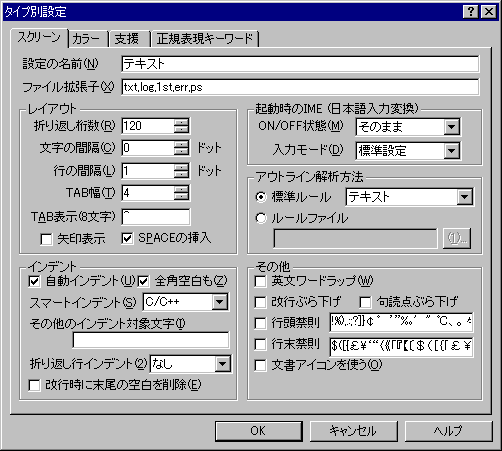 タイプ別設定
スクリーン カラー 支援 正規表現キーワード
設定の名前(N) テキスト
ファイル拡張子(X) txt,log,1st,err,ps
レイアウト
折り返し桁数(R) 120
文字の間隔(C) 0 ドット
行の間隔(L) 1 ドット
TAB幅(T) 4
TAB表示(8文字) ^
矢印表示 SPACEの挿入
起動時のIME (日本語入力変換)
ON/OFF状態(M) そのまま
入力モード(D) 標準設定
アウトライン解析方法
標準ルール テキスト
ルールファイル
(1)...
インデント
自動インデント(U) 全角空白も(Z)
スマートインデント(S) C/C++
その他のインデント対象文字(I)
折り返し行インデント(2) なし
改行時に末尾の空白を削除(E)
その他
英文ワードラップ(W)
改行ぶら下げ 句読点ぶら下げ
行頭禁則
行末禁則
文書アイコンを使う(O)
OK キャンセル ヘルプ